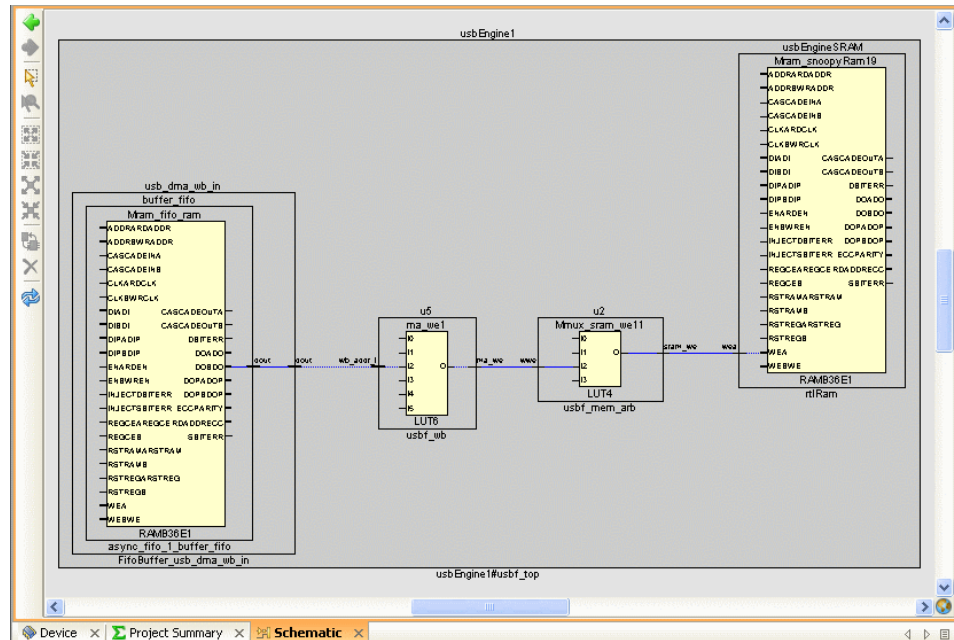 usbEngine1
usbEngineSRAM
Mram_snoopyRam19
ADDRARDADDR
ADDRBWRADDR
CASCADEINA
CASCADEINB
CLKARDCLK
CLKBWRCLK
DIADI CASCADEOUTA
DIBDI CASCADEOUTB
DIPADIP DBITERR
DIPBDIP DOADO
ENARDEN DOBDO
ENBWREN DOPADOP
INJECTDBITERR DOPBDOP
INJECTSBITERR ECCPARITY
REGCEAREGCE RDADDRECC
REGCEB SBITERR
RSTRAMARSTRAM
RSTRAMB
RSTREGARSTREG
RSTREGB
WEA
WEBWE
RAMB36E1
rtlRam
usb_dma_wb_in
buffer_fifo
Mram_fifo_ram
ADDRARDADDR
ADDRBWRADDR
CASCADEINA
CASCADEINB
CLKARDCLK
CLKBWRCLK
DIADI CASCADEOUTA
DIBDI CASCADEOUTB
DIPADIP DBITERR
DIPBDIP DOADO
ENARDEN DOBDO
ENBWREN DOPADOP
INJECTDBITERR DOPBDOP
INJECTSBITERR ECCPARITY
REGCEAREGCE RDADDRECC
REGCEB SBITERR
RSTRAMARSTRAM
RSTRAMB
RSTREGARSTREG
RSTREGB
WEA
WEBWE
RAMB36E1
async_fifo_1_buffer_fifo
FifoBuffer_usb_dma_wb_in
dout
dout
wb_addr_i
u5
ma_we1
I0
I1
I2 O
I3
I4
I5
LUT6
usbf_wb
ma_we
wwe
u2
Mmux_sram_we11
I0
I1 O
I2
I3
LUT4
usbf_mem_arb
sram_we
wea
usbEngine1#usbf_top
Device
Project Summary
Schematic